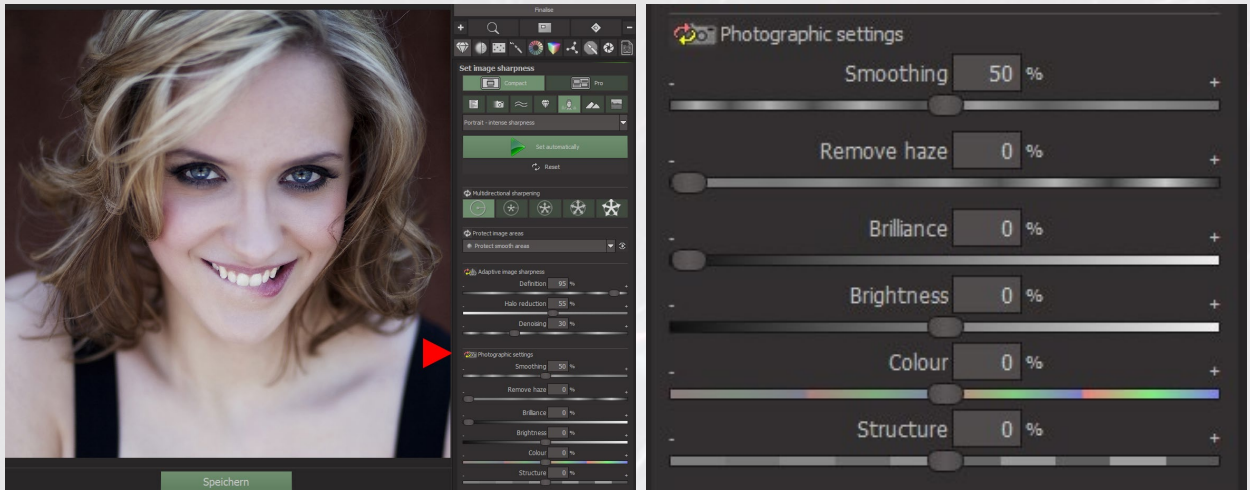 Finalise
Set image sharpness
Compact
Pro
Portrait - intense sharpness
Set automatically
Reset
Multidirectional sharpening
Protect image areas
Protect smooth areas
Adaptive image sharpness
Definition 95 %
Halo reduction 55 %
Denoising 30 %
Photographic settings
Smoothing 50 %
Remove haze 0 %
Brilliance 0 %
Brightness 0 %
Colour 0 %
Structure 0 %
Speichern
Photographic settings
Smoothing 50 %
Remove haze 0 %
Brilliance 0 %
Brightness 0 %
Colour 0 %
Structure 0 %